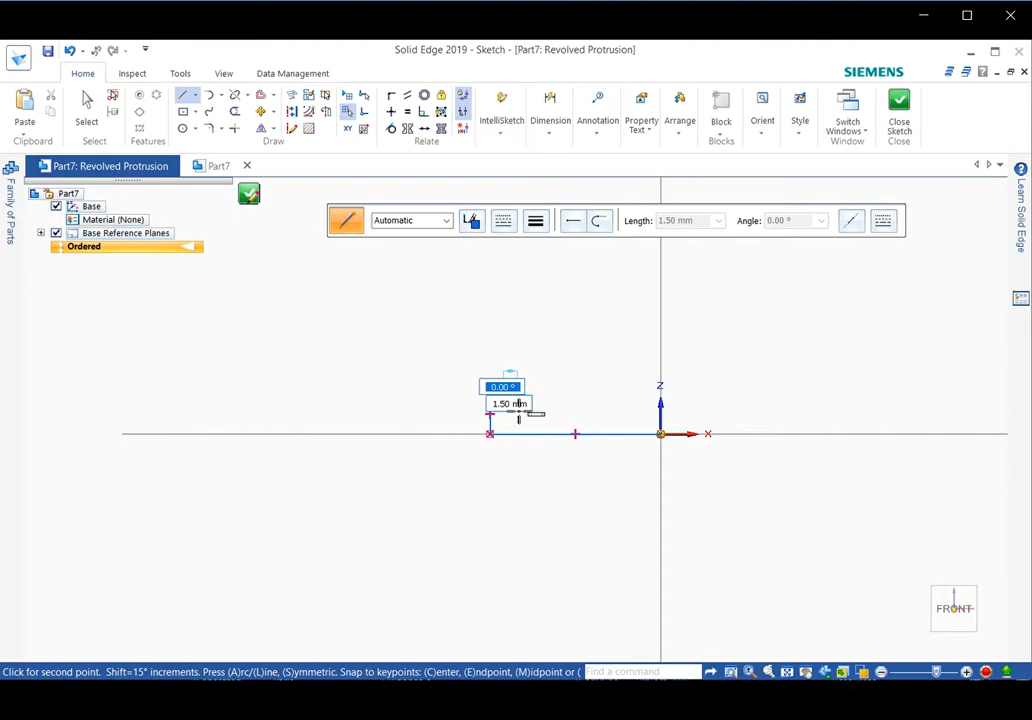 Solid Edge 2019 - Sketch - [Part7: Revolved Protrusion]
Home Inspect Tools View Data Management SIEMENS
Paste Select IntelliSketch Dimension Annotation Property Text Arrange Block Orient Style Switch Windows Close Sketch
Clipboard Select Features Draw Relate Blocks Window Close
Part7: Revolved Protrusion Part7
Family of Parts
Learn Solid Edge
Part7
Base
Material (None)
Base Reference Planes
Ordered
Automatic Length: 1.50 mm Angle: 0.00 °
0.00 °
1.50 mm
Z
X
FRONT
Click for second point. Shift=15° increments. Press (A)rc/(L)ine, (S)ymmetric. Snap to keypoints: (C)enter, (E)ndpoint, (M)idpoint or ( Find a command